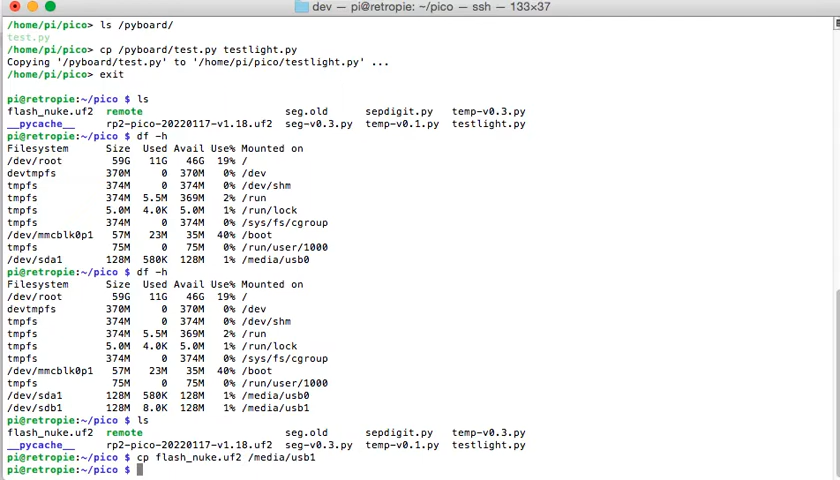 dev — pi@retropie: ~/pico — ssh — 133×37
/home/pi/pico> ls /pyboard/
test.py
/home/pi/pico> cp /pyboard/test.py testlight.py
Copying '/pyboard/test.py' to '/home/pi/pico/testlight.py' ...
/home/pi/pico> exit
pi@retropie:~/pico $ ls
flash_nuke.uf2 remote seg.old sepdigit.py temp-v0.3.py
__pycache__ rp2-pico-20220117-v1.18.uf2 seg-v0.3.py temp-v0.1.py testlight.py
pi@retropie:~/pico $ df -h
Filesystem Size Used Avail Use% Mounted on
/dev/root 59G 11G 46G 19% /
devtmpfs 370M 0 370M 0% /dev
tmpfs 374M 0 374M 0% /dev/shm
tmpfs 374M 5.5M 369M 2% /run
tmpfs 5.0M 4.0K 5.0M 1% /run/lock
tmpfs 374M 0 374M 0% /sys/fs/cgroup
/dev/mmcblk0p1 57M 23M 35M 40% /boot
tmpfs 75M 0 75M 0% /run/user/1000
/dev/sda1 128M 580K 128M 1% /media/usb0
pi@retropie:~/pico $ df -h
Filesystem Size Used Avail Use% Mounted on
/dev/root 59G 11G 46G 19% /
devtmpfs 370M 0 370M 0% /dev
tmpfs 374M 0 374M 0% /dev/shm
tmpfs 374M 5.5M 369M 2% /run
tmpfs 5.0M 4.0K 5.0M 1% /run/lock
tmpfs 374M 0 374M 0% /sys/fs/cgroup
/dev/mmcblk0p1 57M 23M 35M 40% /boot
tmpfs 75M 0 75M 0% /run/user/1000
/dev/sda1 128M 580K 128M 1% /media/usb0
/dev/sdb1 128M 8.0K 128M 1% /media/usb1
pi@retropie:~/pico $ ls
flash_nuke.uf2 remote seg.old sepdigit.py temp-v0.3.py
__pycache__ rp2-pico-20220117-v1.18.uf2 seg-v0.3.py temp-v0.1.py testlight.py
pi@retropie:~/pico $ cp flash_nuke.uf2 /media/usb1
pi@retropie:~/pico $